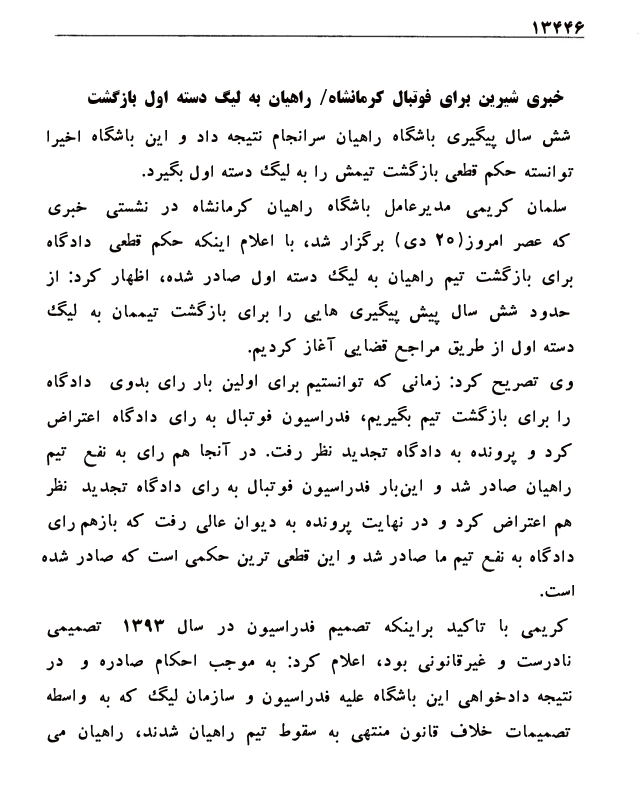 ۱۳۴۴۶
خبری شیرین برای فوتبال کرمانشاه/ راهیان به لیگ دسته اول بازگشت
شش سال پیگیری باشگاه راهیان سرانجام نتیجه داد و این باشگاه اخیرا
توانسته حکم قطعی بازگشت تیمش را به لیگ دسته اول بگیرد.
سلمان کریمی مدیرعامل باشگاه راهیان کرمانشاه در نشستی خبری
که عصر امروز(۲۵ دی) برگزار شد، با اعلام اینکه حکم قطعی دادگاه
برای بازگشت تیم راهیان به لیگ دسته اول صادر شده، اظهار کرد: از
حدود شش سال پیش پیگیری هایی را برای بازگشت تیممان به لیگ
دسته اول از طریق مراجع قضایی آغاز کردیم.
وی تصریح کرد: زمانی که توانستیم برای اولین بار رای بدوی دادگاه
را برای بازگشت تیم بگیریم، فدراسیون فوتبال به رای دادگاه اعتراض
کرد و پرونده به دادگاه تجدید نظر رفت. در آنجا هم رای به نفع تیم
راهیان صادر شد و این‌بار فدراسیون فوتبال به رای دادگاه تجدید نظر
هم اعتراض کرد و در نهایت پرونده به دیوان عالی رفت که بازهم رای
دادگاه به نفع تیم ما صادر شد و این قطعی ترین حکمی است که صادر شده
است.
کریمی با تاکید براینکه تصمیم فدراسیون در سال ۱۳۹۳ تصمیمی
نادرست و غیرقانونی بود، اعلام کرد: به موجب احکام صادره و در
نتیجه دادخواهی این باشگاه علیه فدراسیون و سازمان لیگ که به واسطه
تصمیمات خلاف قانون منتهی به سقوط تیم راهیان شدند، راهیان می